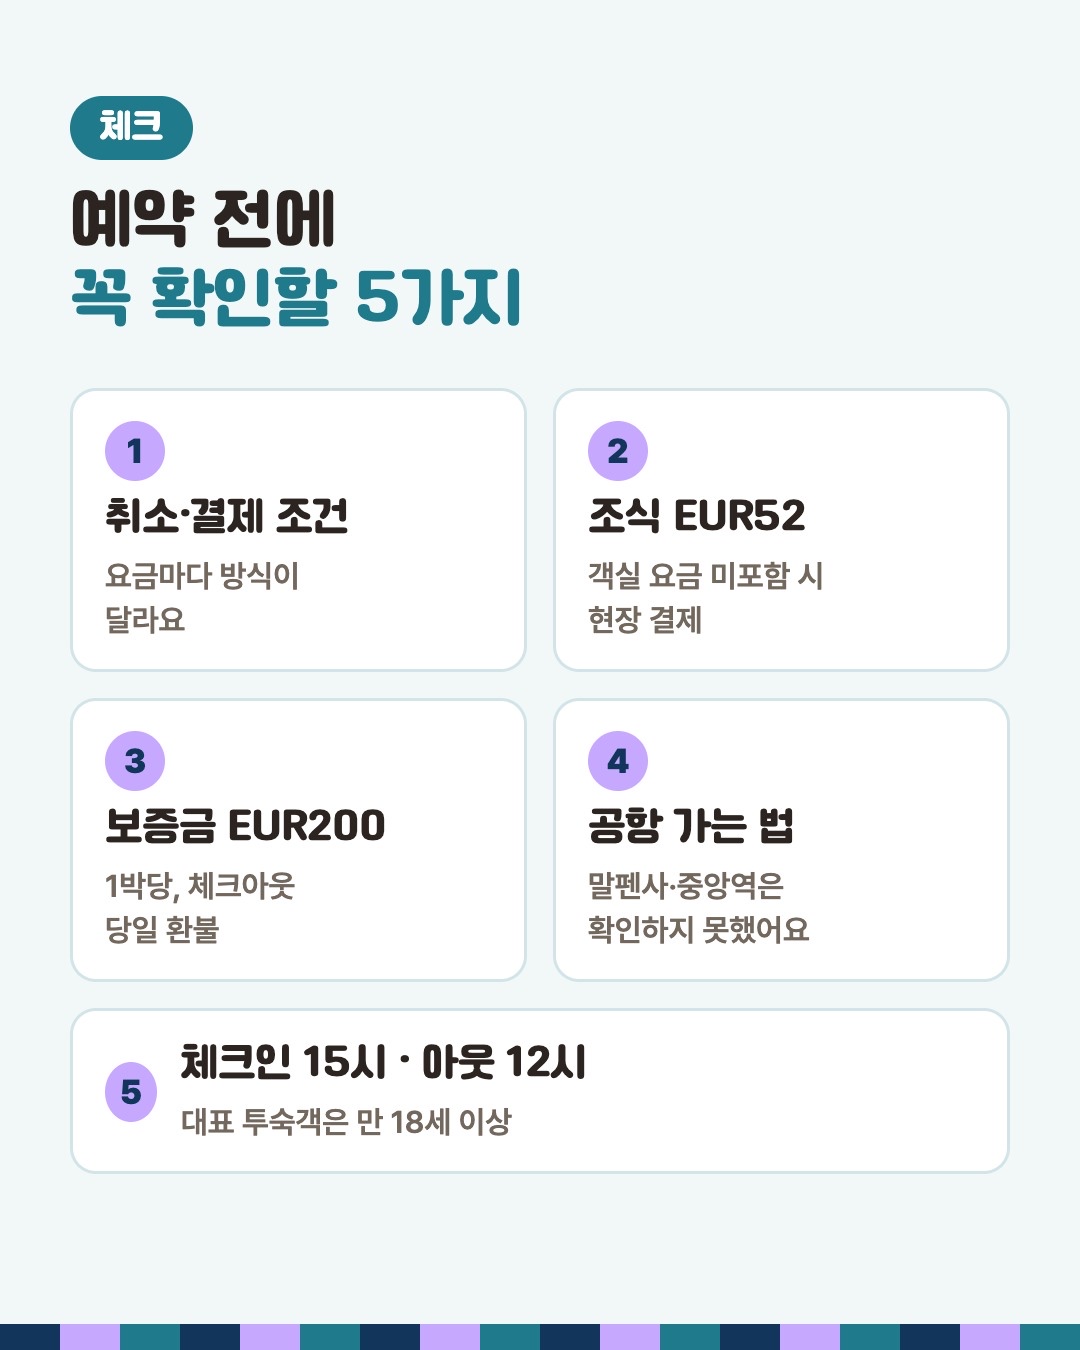 체크
예약 전에
꼭 확인할 5가지
1
취소·결제 조건
요금마다 방식이
달라요
2
조식 EUR52
객실 요금 미포함 시
현장 결제
3
보증금 EUR200
1박당, 체크아웃
당일 환불
4
공항 가는 법
말펜사·중앙역은
확인하지 못했어요
5
체크인 15시 · 아웃 12시
대표 투숙객은 만 18세 이상